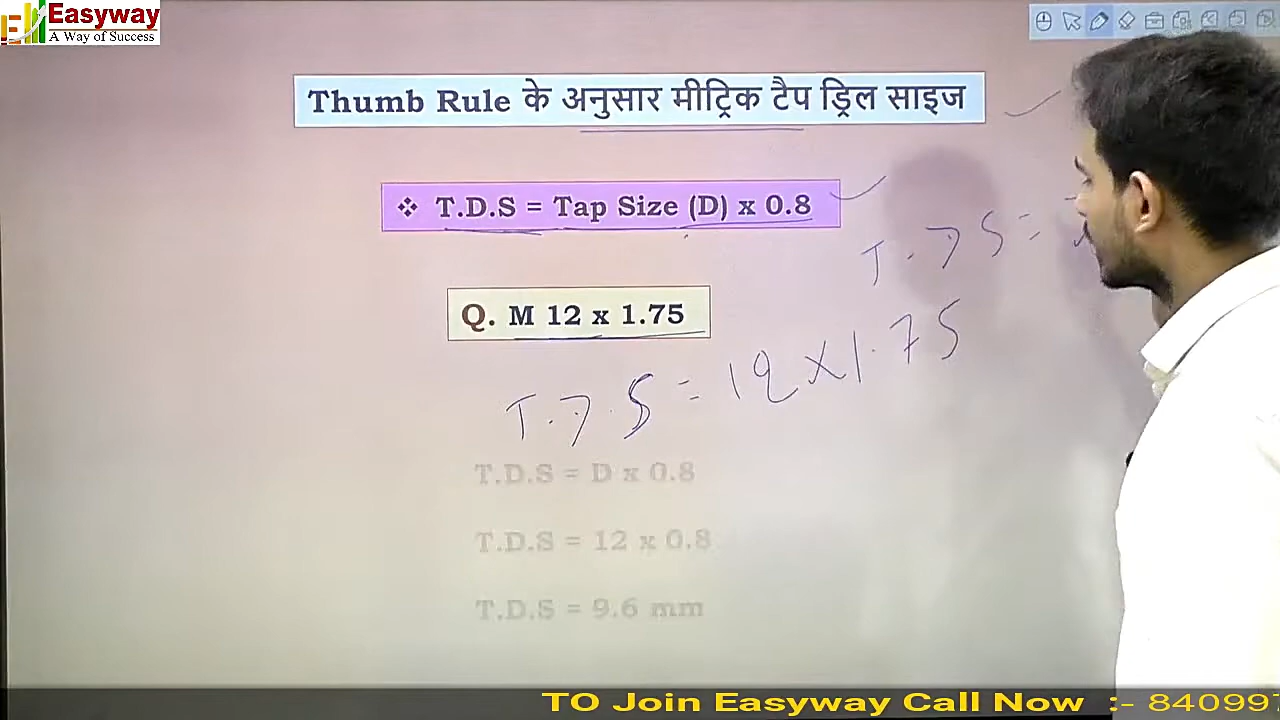 Easyway
A Way of Success
Thumb Rule के अनुसार मीट्रिक टैप ड्रिल साइज
❖ T.D.S = Tap Size (D) x 0.8
T.D.S =
Q. M 12 x 1.75
T.D.S = 12 x 1.75
T.D.S = D x 0.8
T.D.S = 12 x 0.8
T.D.S = 9.6 mm
TO Join Easyway Call Now :- 84099